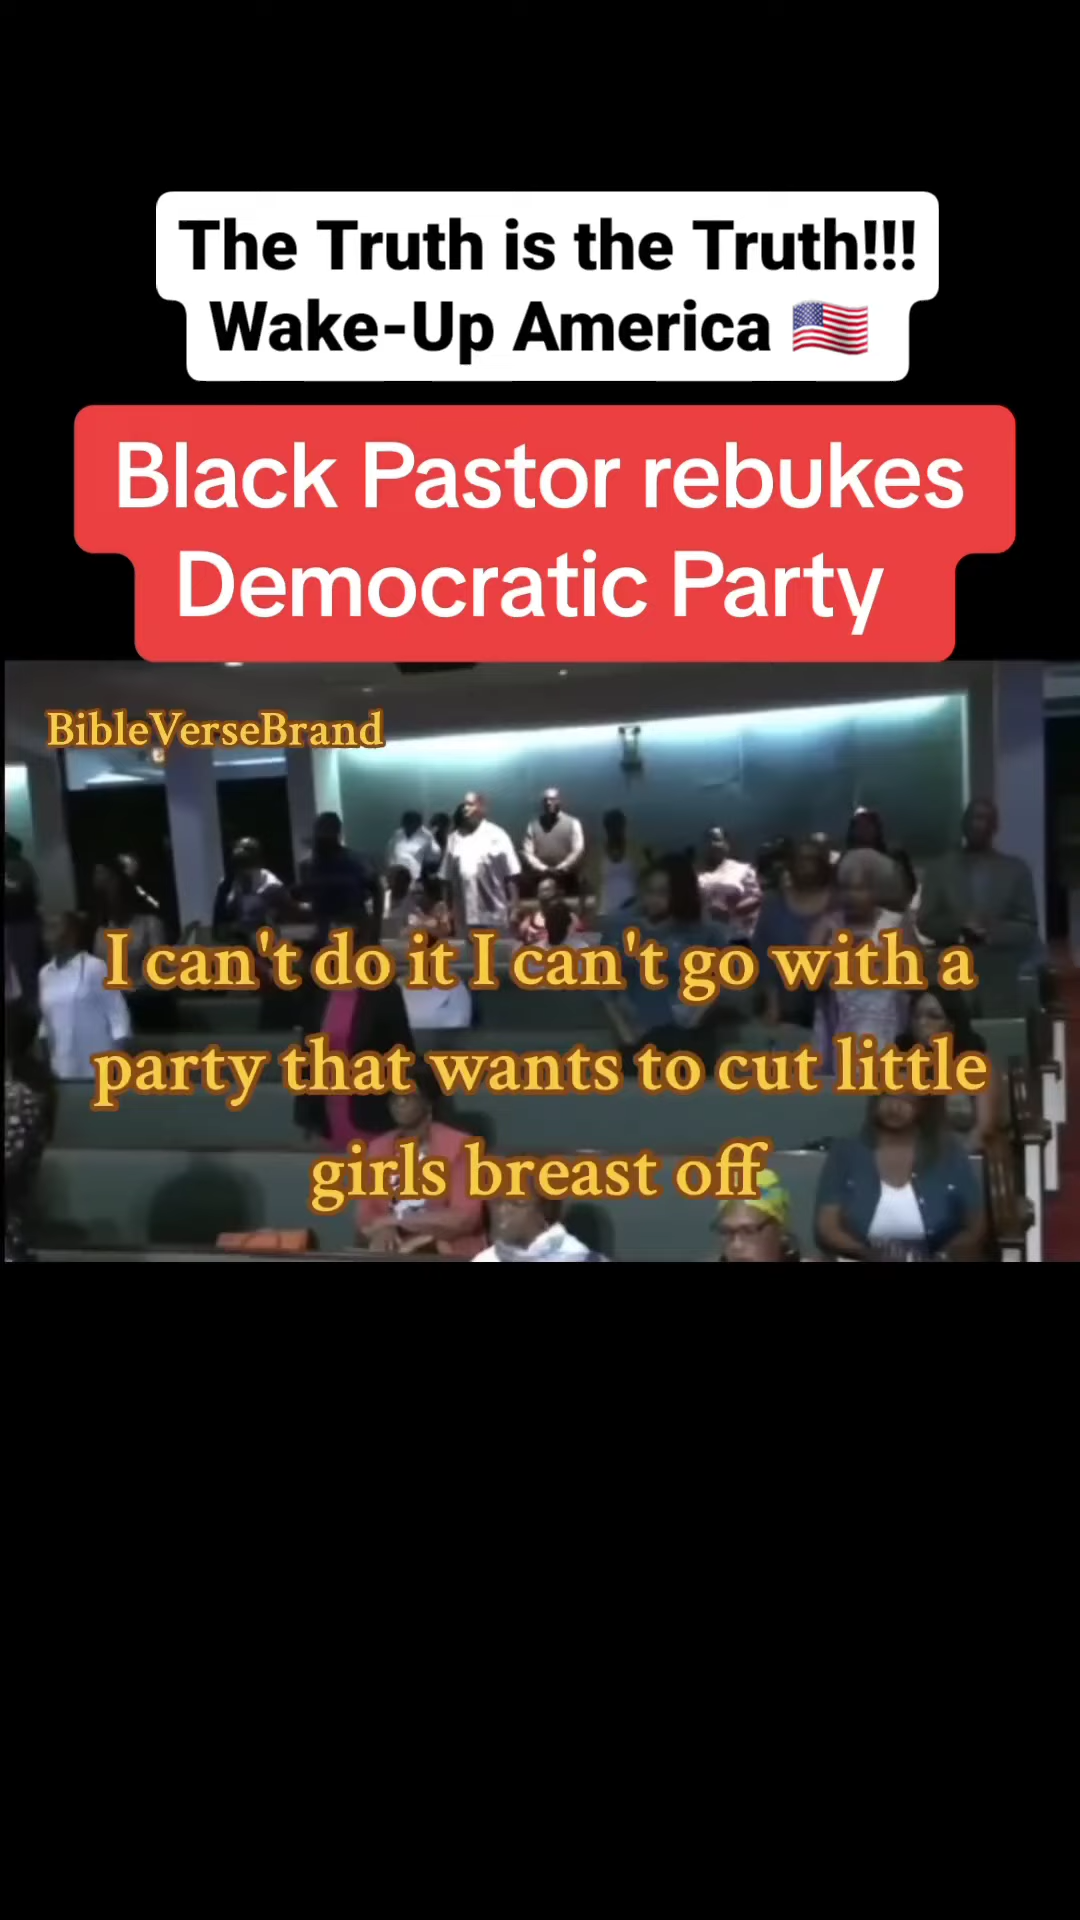 The Truth is the Truth!!!
Wake-Up America 🇺🇸
Black Pastor rebukes
Democratic Party
BibleVerseBrand
I can't do it I can't go with a
party that wants to cut little
girls breast off